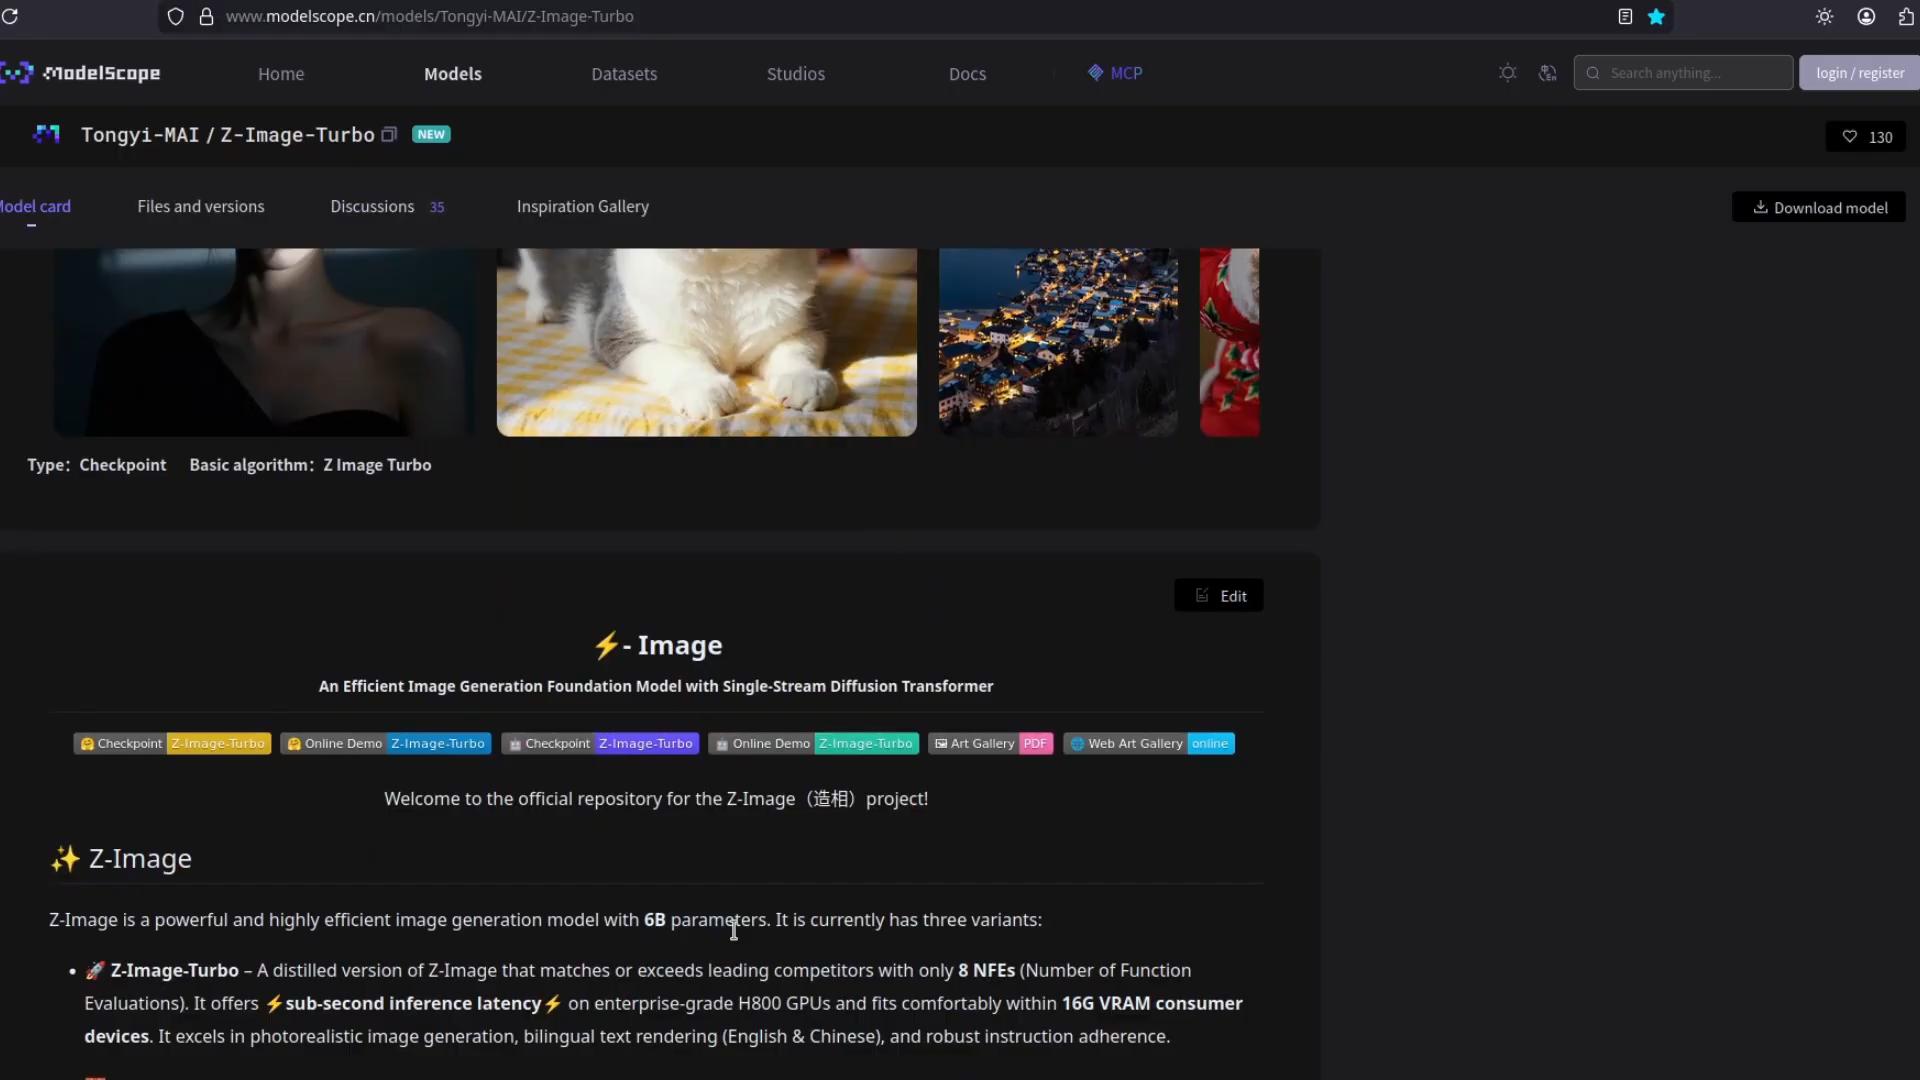 www.modelscope.cn/models/Tongyi-MAI/Z-Image-Turbo
ModelScope
Home
Models
Datasets
Studios
Docs
MCP
Search anything...
login / register
Tongyi-MAI / Z-Image-Turbo
NEW
130
Model card
Files and versions
Discussions 35
Inspiration Gallery
Download model
Type：Checkpoint
Basic algorithm：Z Image Turbo
Edit
⚡- Image
An Efficient Image Generation Foundation Model with Single-Stream Diffusion Transformer
🤗 Checkpoint Z-Image-Turbo
🤗 Online Demo Z-Image-Turbo
🤖 Checkpoint Z-Image-Turbo
🤖 Online Demo Z-Image-Turbo
🖼 Art Gallery PDF
🌐 Web Art Gallery online
Welcome to the official repository for the Z-Image（造相）project!
✨ Z-Image
Z-Image is a powerful and highly efficient image generation model with 6B parameters. It is currently has three variants:
• 🚀 Z-Image-Turbo – A distilled version of Z-Image that matches or exceeds leading competitors with only 8 NFEs (Number of Function
Evaluations). It offers ⚡sub-second inference latency⚡ on enterprise-grade H800 GPUs and fits comfortably within 16G VRAM consumer
devices. It excels in photorealistic image generation, bilingual text rendering (English & Chinese), and robust instruction adherence.